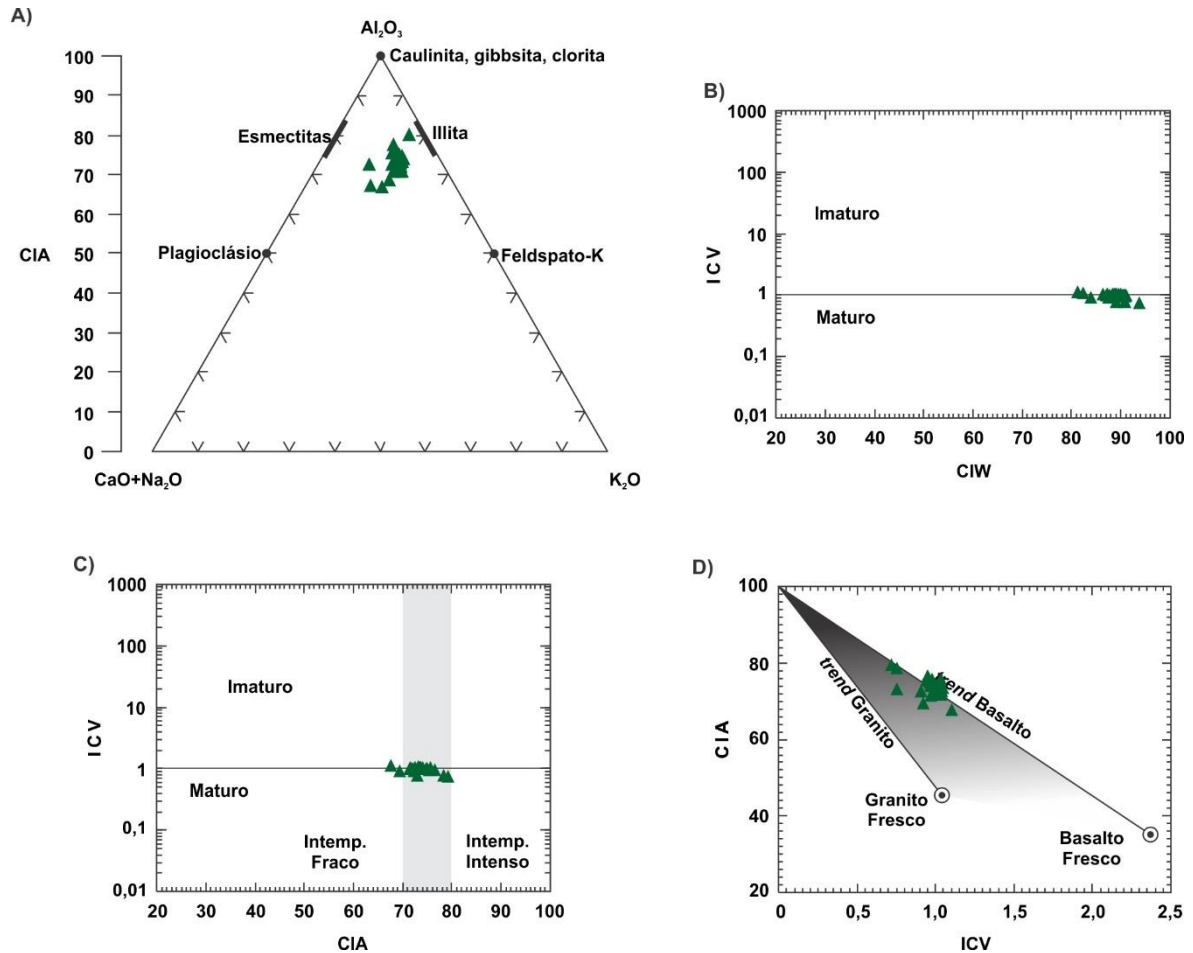 A)
Al₂O₃
100
Caulinita, gibbsita, clorita
90
80
Esmectitas
Illita
70
60
CIA
50
Plagioclásio
Feldspato-K
40
30
20
10
0
CaO+Na₂O
K₂O
B)
1000
100
Imaturo
10
ICV
1
Maturo
0,1
0,01
20 30 40 50 60 70 80 90 100
CIW
C)
1000
100
Imaturo
10
ICV
1
Maturo
0,1
Intemp. Fraco
Intemp. Intenso
0,01
20 30 40 50 60 70 80 90 100
CIA
D)
100
80
trend Basalto
trend Granito
CIA
60
40
Granito
Fresco
Basalto
Fresco
20
0 0,5 1,0 1,5 2,0 2,5
ICV